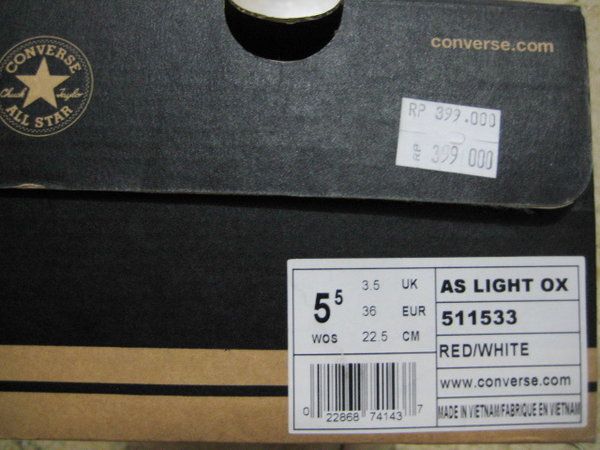 CONVERSE
Chuck Taylor
ALL STAR
converse.com
RP 399.000
RP 399 000
5 5
WOS
3.5 UK
36 EUR
22.5 CM
0 22868 74143 7
AS LIGHT OX
511533
RED/WHITE
www.converse.com
MADE IN VIETNAM/FABRIQUE EN VIETNAM